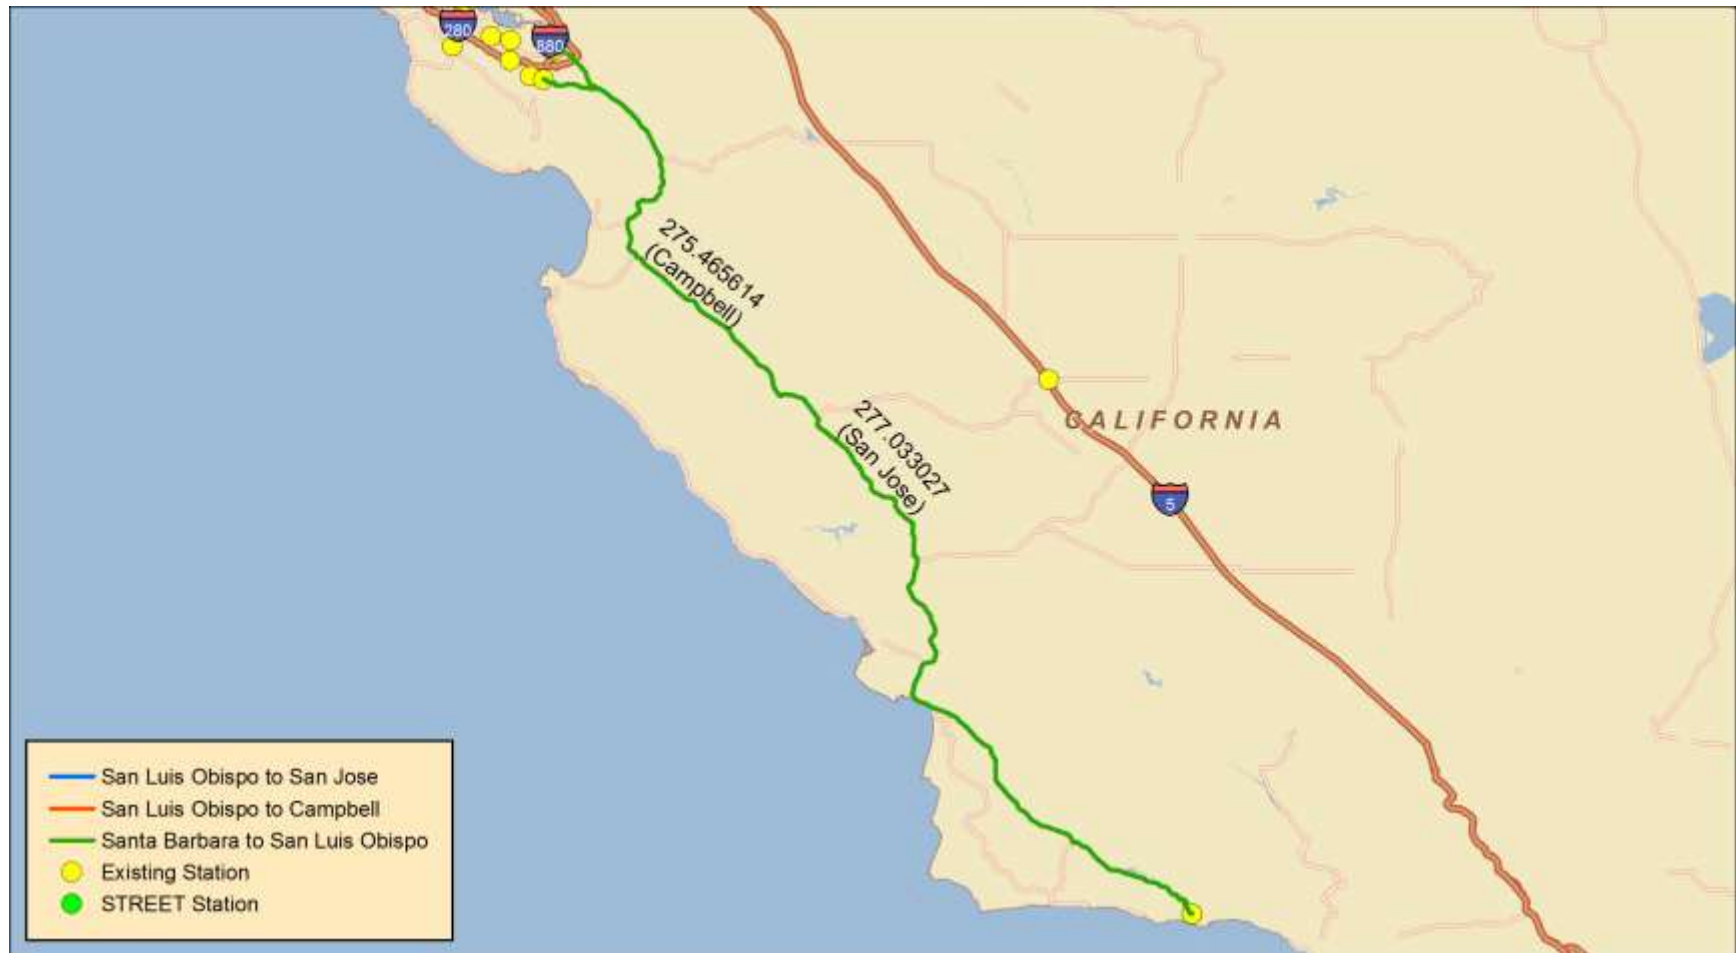 280
880
275.465614
(Campbell)
277.033027
(San Jose)
CALIFORNIA
5
San Luis Obispo to San Jose
San Luis Obispo to Campbell
Santa Barbara to San Luis Obispo
Existing Station
STREET Station